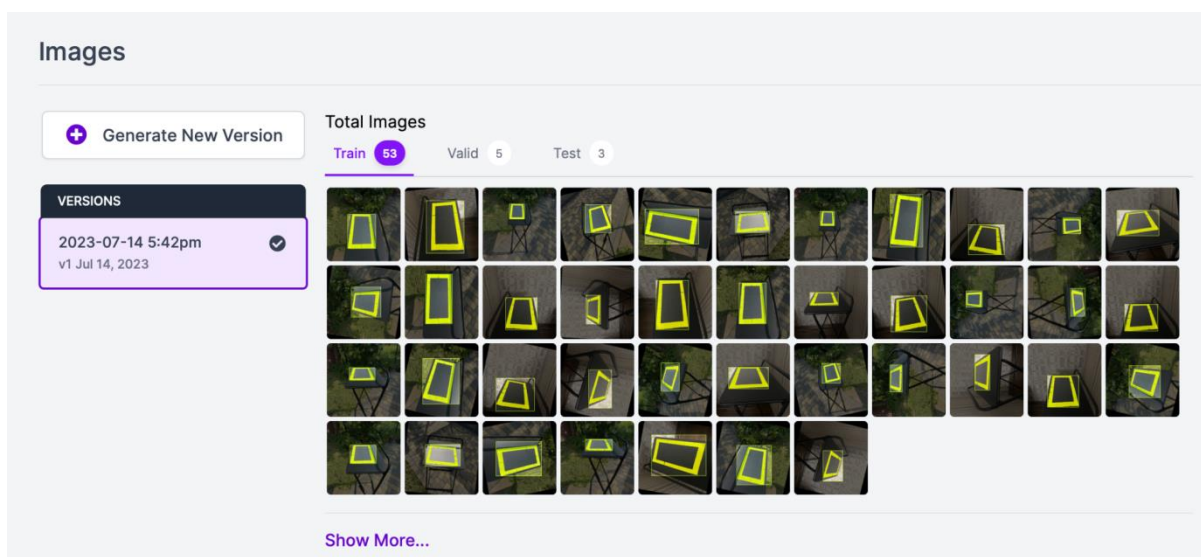 Images
Generate New Version
VERSIONS
2023-07-14 5:42pm
v1 Jul 14, 2023
Total Images
Train 53 Valid 5 Test 3
Show More...